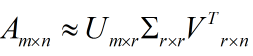 A_{m×n} ≈ U_{m×r} Σ_{r×r} V^T_{r×n}